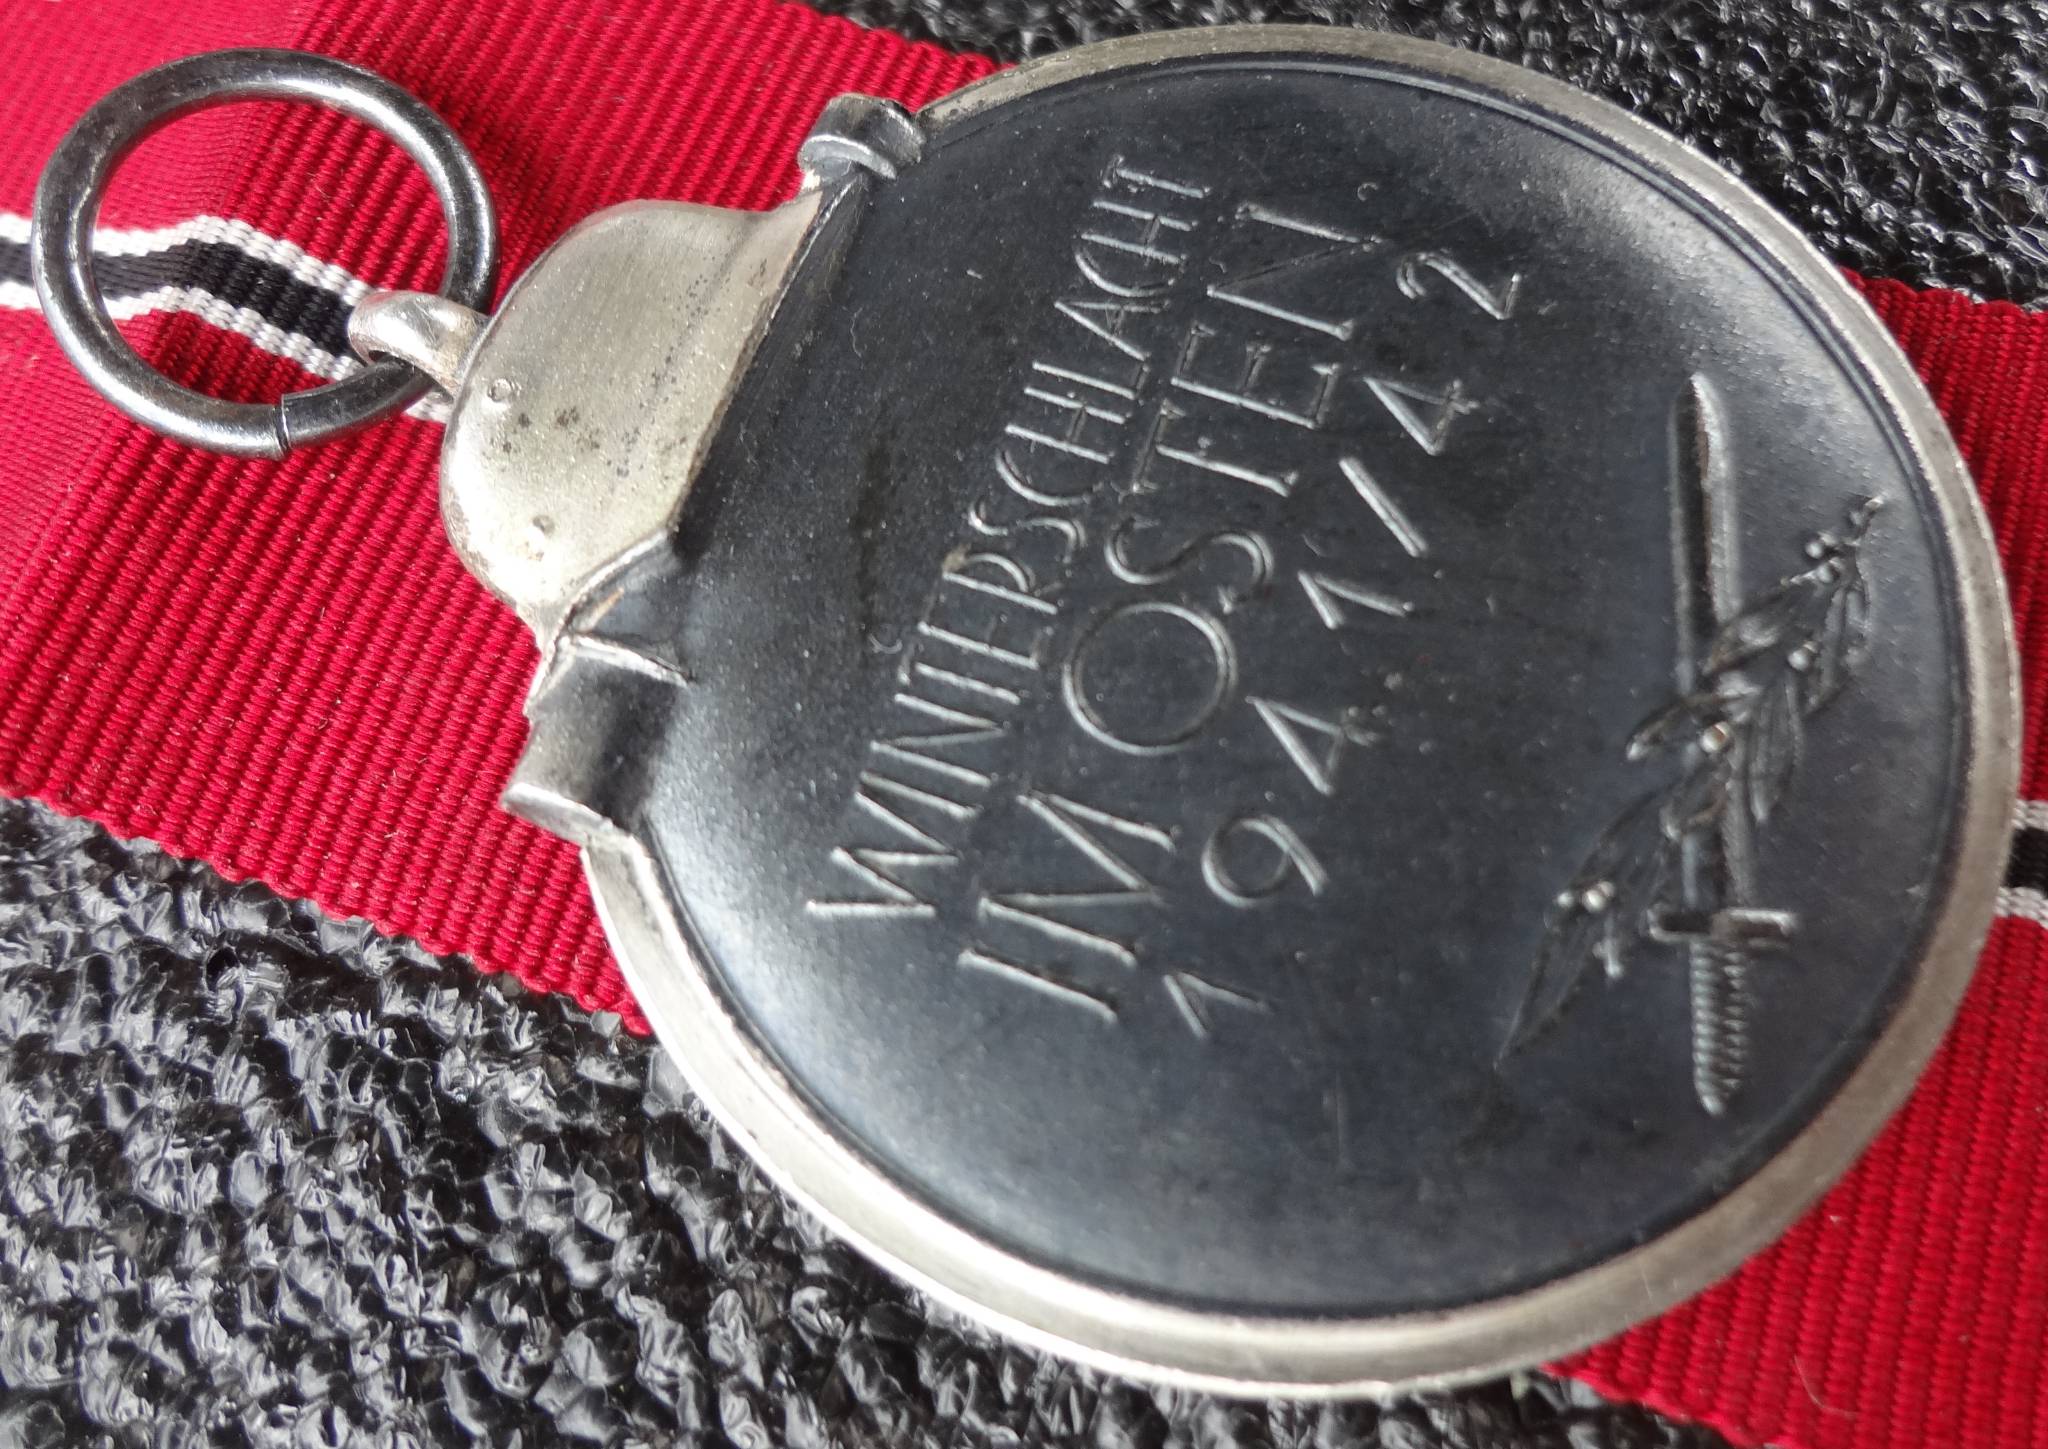 WINTERSCHLACHT
IM OSTEN
1941/42